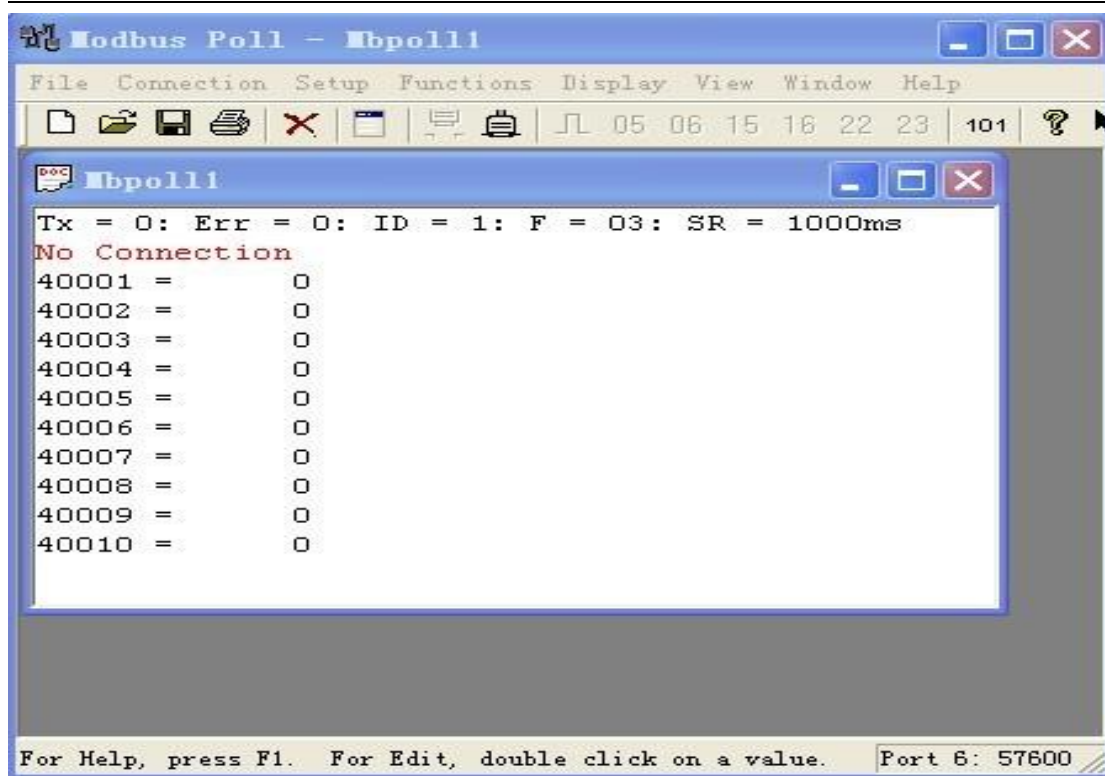 Modbus Poll - Mbpoll1
File Connection Setup Functions Display View Window Help
05 06 15 16 22 23 101
Mbpoll1
Tx = 0: Err = 0: ID = 1: F = 03: SR = 1000ms
No Connection
40001 = 0
40002 = 0
40003 = 0
40004 = 0
40005 = 0
40006 = 0
40007 = 0
40008 = 0
40009 = 0
40010 = 0
For Help, press F1. For Edit, double click on a value. Port 6: 57600